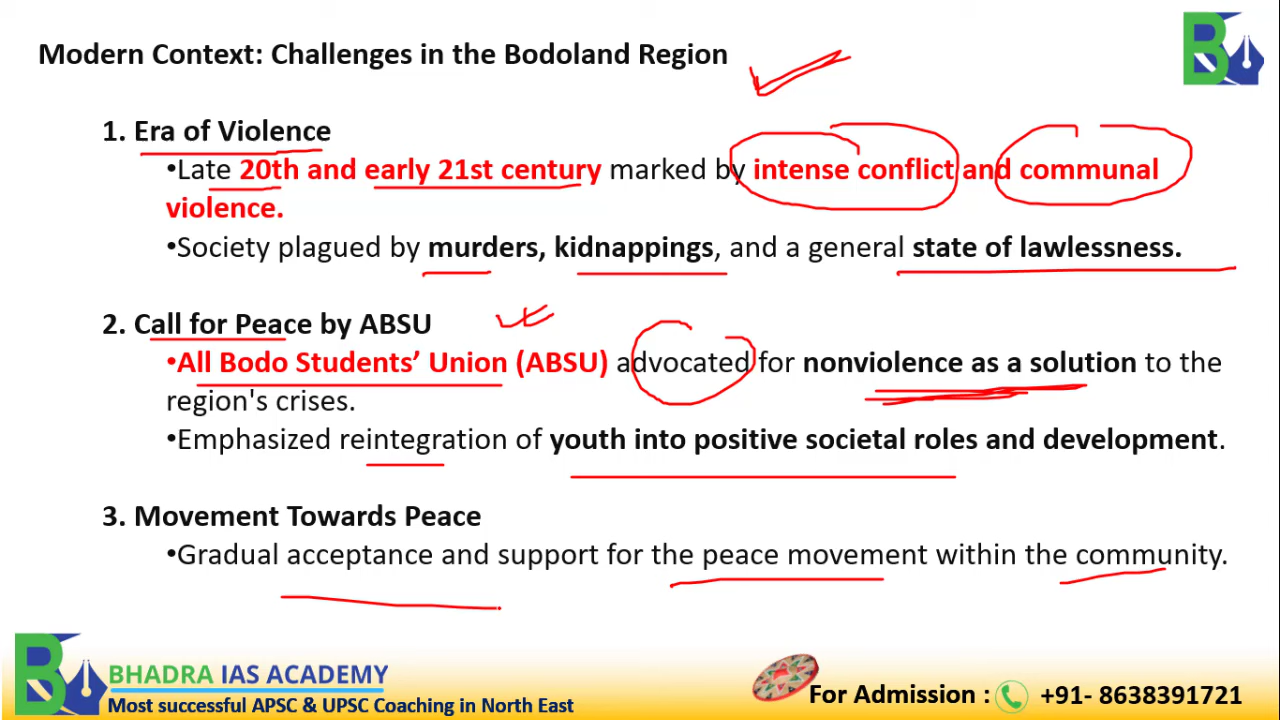 Modern Context: Challenges in the Bodoland Region
1. Era of Violence
•Late 20th and early 21st century marked by intense conflict and communal
violence.
•Society plagued by murders, kidnappings, and a general state of lawlessness.
2. Call for Peace by ABSU
•All Bodo Students’ Union (ABSU) advocated for nonviolence as a solution to the
region's crises.
•Emphasized reintegration of youth into positive societal roles and development.
3. Movement Towards Peace
•Gradual acceptance and support for the peace movement within the community.
BHADRA IAS ACADEMY
Most successful APSC & UPSC Coaching in North East
For Admission : +91- 8638391721